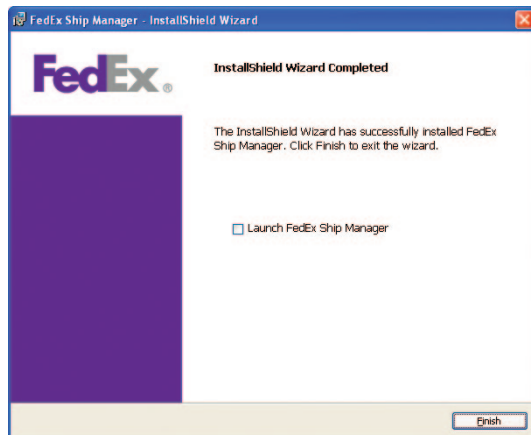 FedEx Ship Manager - InstallShield Wizard
FedEx®
InstallShield Wizard Completed
The InstallShield Wizard has successfully installed FedEx
Ship Manager. Click Finish to exit the wizard.
Launch FedEx Ship Manager
Finish